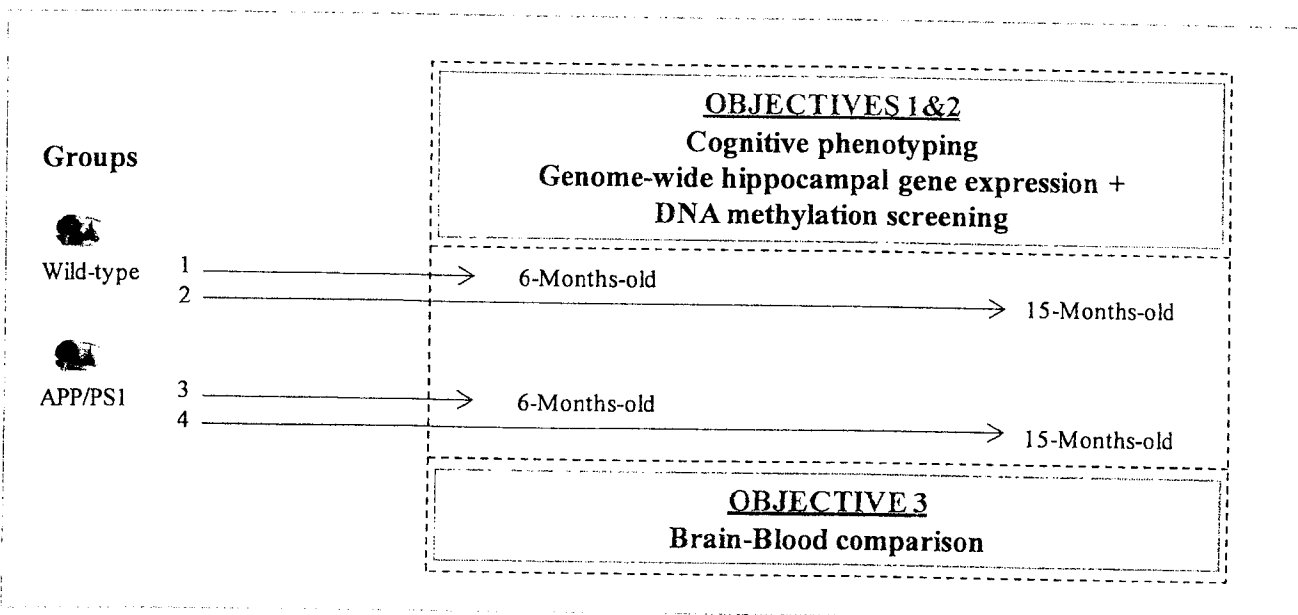 OBJECTIVES 1&2
Cognitive phenotyping
Genome-wide hippocampal gene expression +
DNA methylation screening
Groups
Wild-type
1
6-Months-old
2
15-Months-old
APP/PS1
3
6-Months-old
4
15-Months-old
OBJECTIVE 3
Brain-Blood comparison